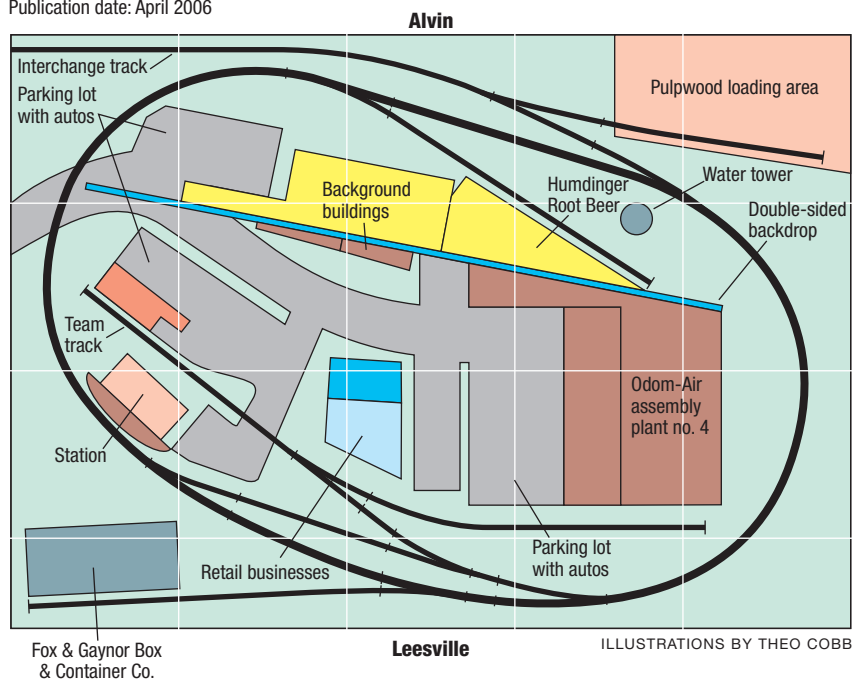 Publication date: April 2006
Alvin
Interchange track
Parking lot
with autos
Pulpwood loading area
Water tower
Humdinger
Root Beer
Background
buildings
Double-sided
backdrop
Team
track
Odom-Air
assembly
plant no. 4
Station
Retail businesses
Parking lot
with autos
Fox & Gaynor Box
& Container Co.
Leesville
ILLUSTRATIONS BY THEO COBB